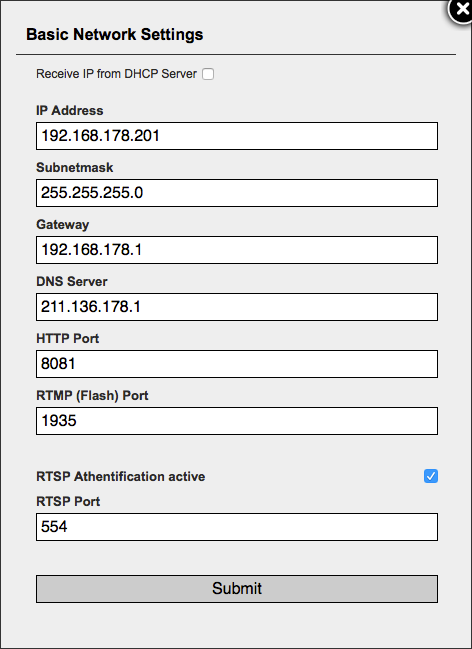 Basic Network Settings
Receive IP from DHCP Server
IP Address
192.168.178.201
Subnetmask
255.255.255.0
Gateway
192.168.178.1
DNS Server
211.136.178.1
HTTP Port
8081
RTMP (Flash) Port
1935
RTSP Athentification active
RTSP Port
554
Submit